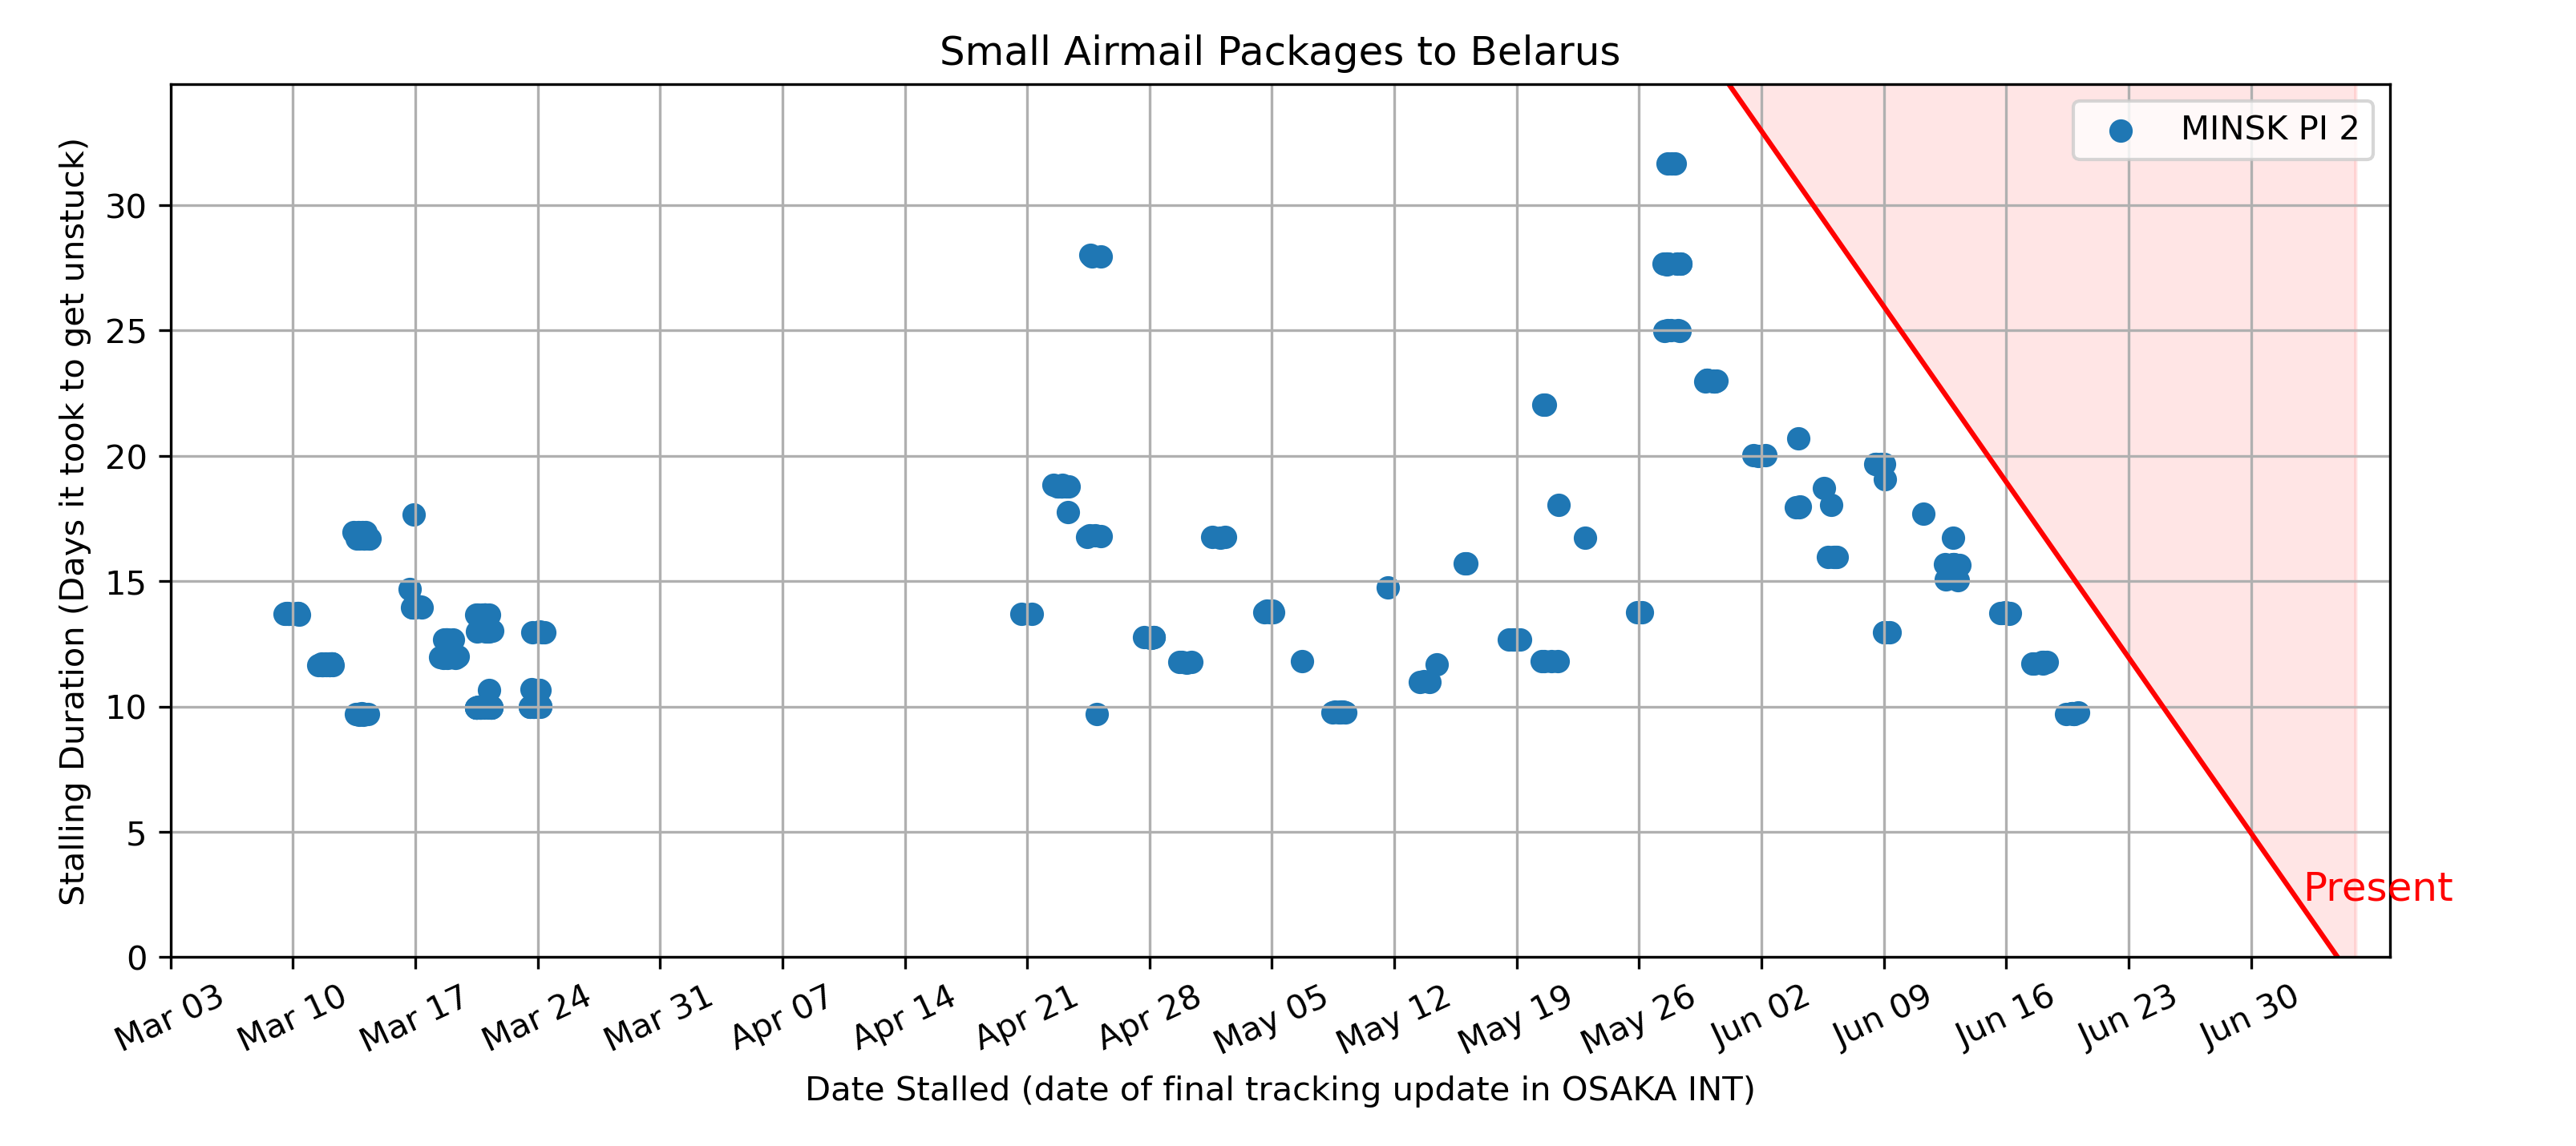 Small Airmail Packages to Belarus
MINSK PI 2
Stalling Duration (Days it took to get unstuck)
30
25
20
15
10
5
0
Present
Mar 03
Mar 10
Mar 17
Mar 24
Mar 31
Apr 07
Apr 14
Apr 21
Apr 28
May 05
May 12
May 19
May 26
Jun 02
Jun 09
Jun 16
Jun 23
Jun 30
Date Stalled (date of final tracking update in OSAKA INT)